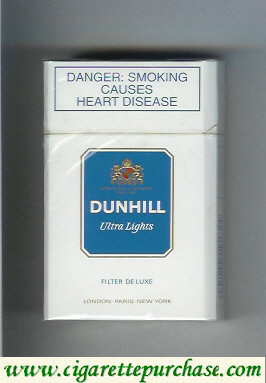 DANGER: SMOKING
CAUSES
HEART DISEASE
DUNHILL
Ultra Lights
FILTER DE LUXE
LONDON·PARIS·NEW YORK
www.cigarettepurchase.com